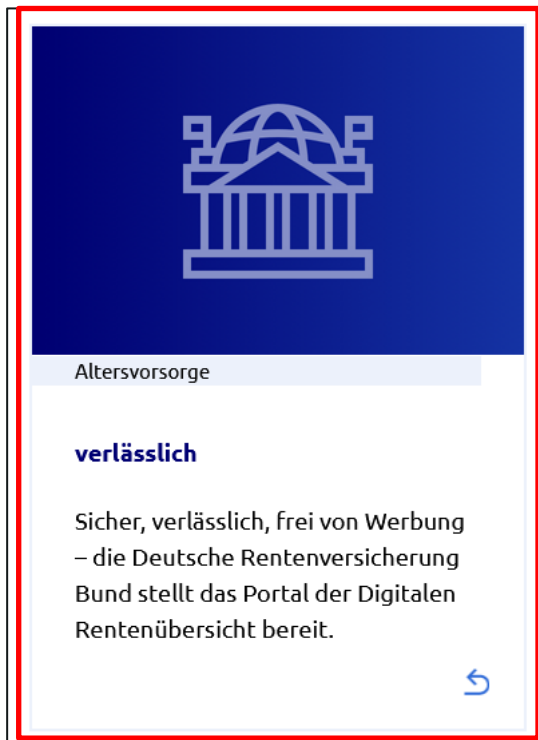 Altersvorsorge
verlässlich
Sicher, verlässlich, frei von Werbung
– die Deutsche Rentenversicherung
Bund stellt das Portal der Digitalen
Rentenübersicht bereit.